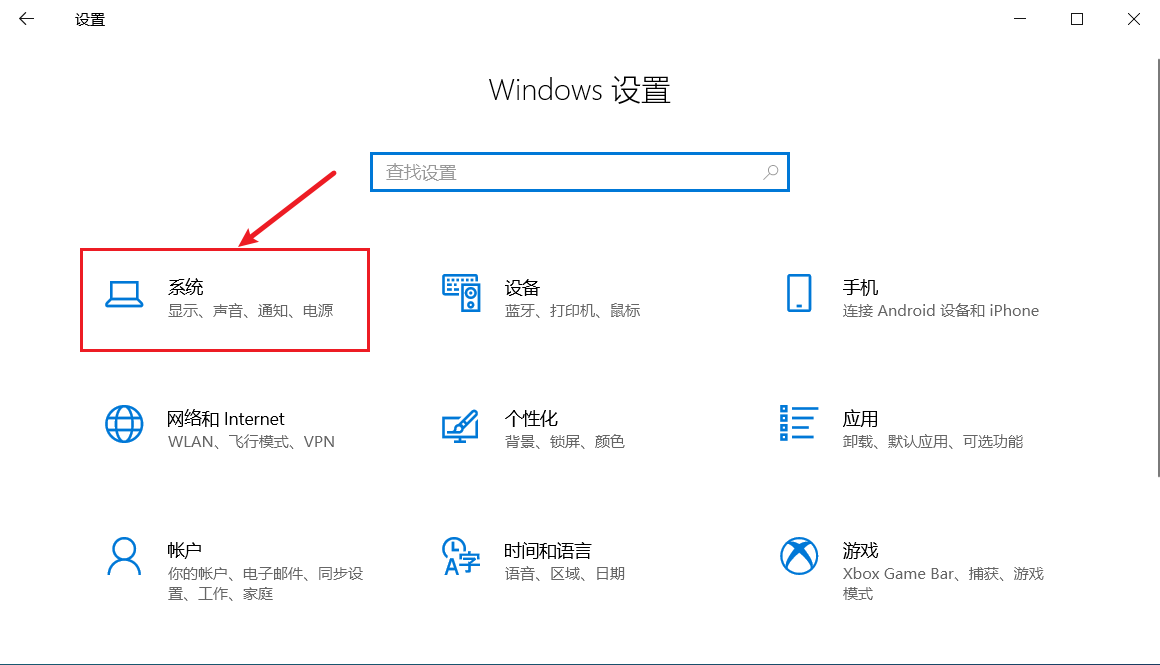 设置
Windows 设置
查找设置
系统
显示、声音、通知、电源
设备
蓝牙、打印机、鼠标
手机
连接 Android 设备和 iPhone
网络和 Internet
WLAN、飞行模式、VPN
个性化
背景、锁屏、颜色
应用
卸载、默认应用、可选功能
帐户
你的帐户、电子邮件、同步设
置、工作、家庭
时间和语言
语音、区域、日期
游戏
Xbox Game Bar、捕获、游戏
模式